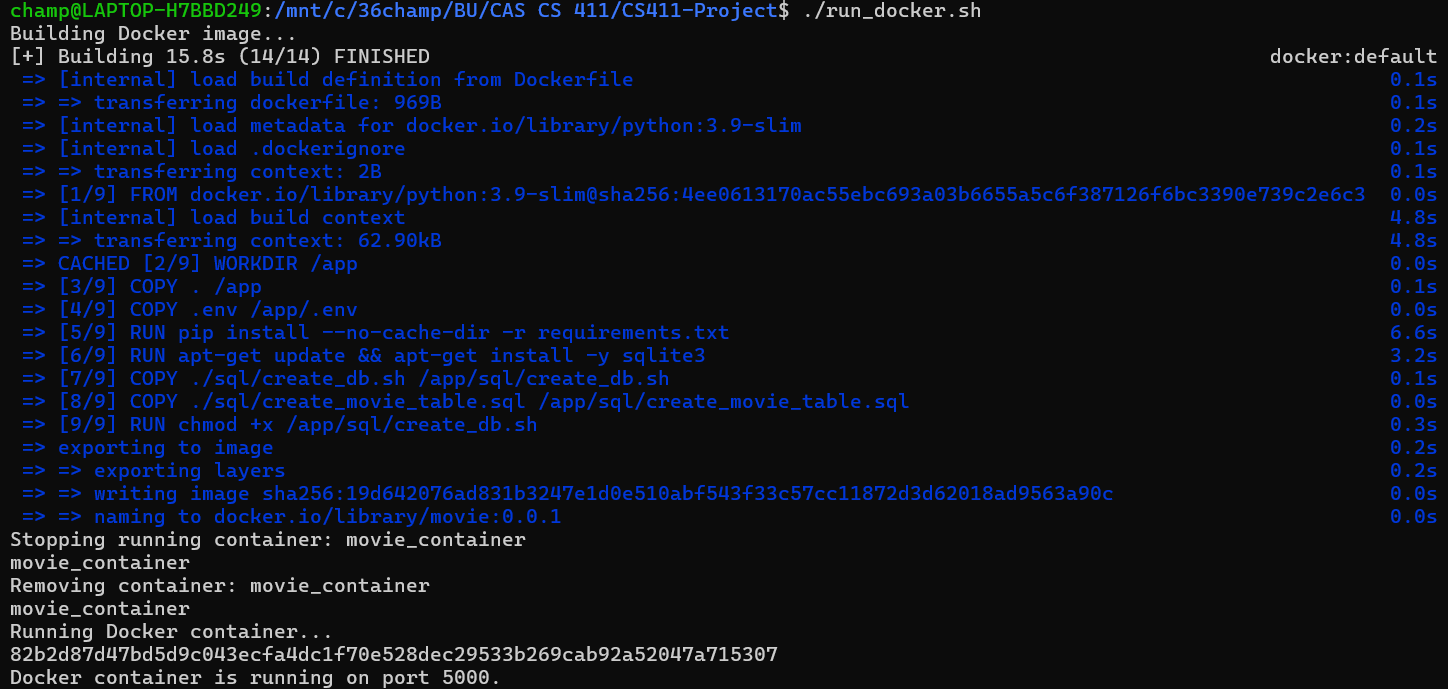 champ@LAPTOP-H7BBD249:/mnt/c/36champ/BU/CAS CS 411/CS411-Project$ ./run_docker.sh
Building Docker image...
[+] Building 15.8s (14/14) FINISHED docker:default
=> [internal] load build definition from Dockerfile 0.1s
=> => transferring dockerfile: 969B 0.1s
=> [internal] load metadata for docker.io/library/python:3.9-slim 0.2s
=> [internal] load .dockerignore 0.1s
=> => transferring context: 2B 0.1s
=> [1/9] FROM docker.io/library/python:3.9-slim@sha256:4ee0613170ac55ebc693a03b6655a5c6f387126f6bc3390e739c2e6c3 0.0s
=> [internal] load build context 4.8s
=> => transferring context: 62.90kB 4.8s
=> CACHED [2/9] WORKDIR /app 0.0s
=> [3/9] COPY . /app 0.1s
=> [4/9] COPY .env /app/.env 0.0s
=> [5/9] RUN pip install --no-cache-dir -r requirements.txt 6.6s
=> [6/9] RUN apt-get update && apt-get install -y sqlite3 3.2s
=> [7/9] COPY ./sql/create_db.sh /app/sql/create_db.sh 0.1s
=> [8/9] COPY ./sql/create_movie_table.sql /app/sql/create_movie_table.sql 0.0s
=> [9/9] RUN chmod +x /app/sql/create_db.sh 0.3s
=> exporting to image 0.2s
=> => exporting layers 0.2s
=> => writing image sha256:19d642076ad831b3247e1d0e510abf543f33c57cc11872d3d62018ad9563a90c 0.0s
=> => naming to docker.io/library/movie:0.0.1 0.0s
Stopping running container: movie_container
movie_container
Removing container: movie_container
movie_container
Running Docker container...
82b2d87d47bd5d9c043ecfa4dc1f70e528dec29533b269cab92a52047a715307
Docker container is running on port 5000.